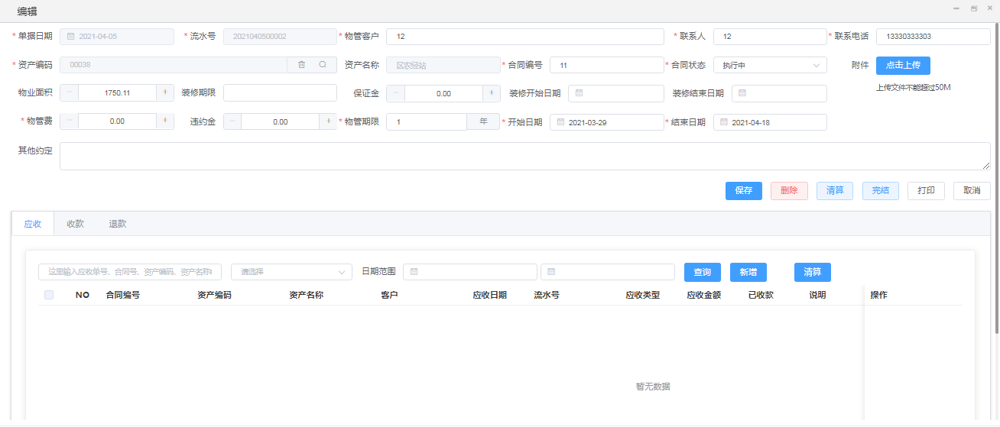 编辑
* 单据日期 2021-04-05 * 流水号 2021040500002 * 物管客户 12 * 联系人 12 * 联系电话 13330333303
* 资产编码 00038 资产名称 区农经站 * 合同编号 11 * 合同状态 执行中 附件 点击上传
物业面积 - 1750.11 + 装修期限 保证金 - 0.00 + 装修开始日期 装修结束日期 上传文件不能超过50M
* 物管费 - 0.00 + 违约金 - 0.00 + * 物管期限 1 年 * 开始日期 2021-03-29 * 结束日期 2021-04-18
其他约定
保存 删除 清算 完结 打印 取消
应收 收款 退款
这里输入应收单号、合同号、资产编码、资产名称 请选择 日期范围 查询 新增 清算
NO 合同编号 资产编码 资产名称 客户 应收日期 流水号 应收类型 应收金额 已收款 说明 操作
暂无数据